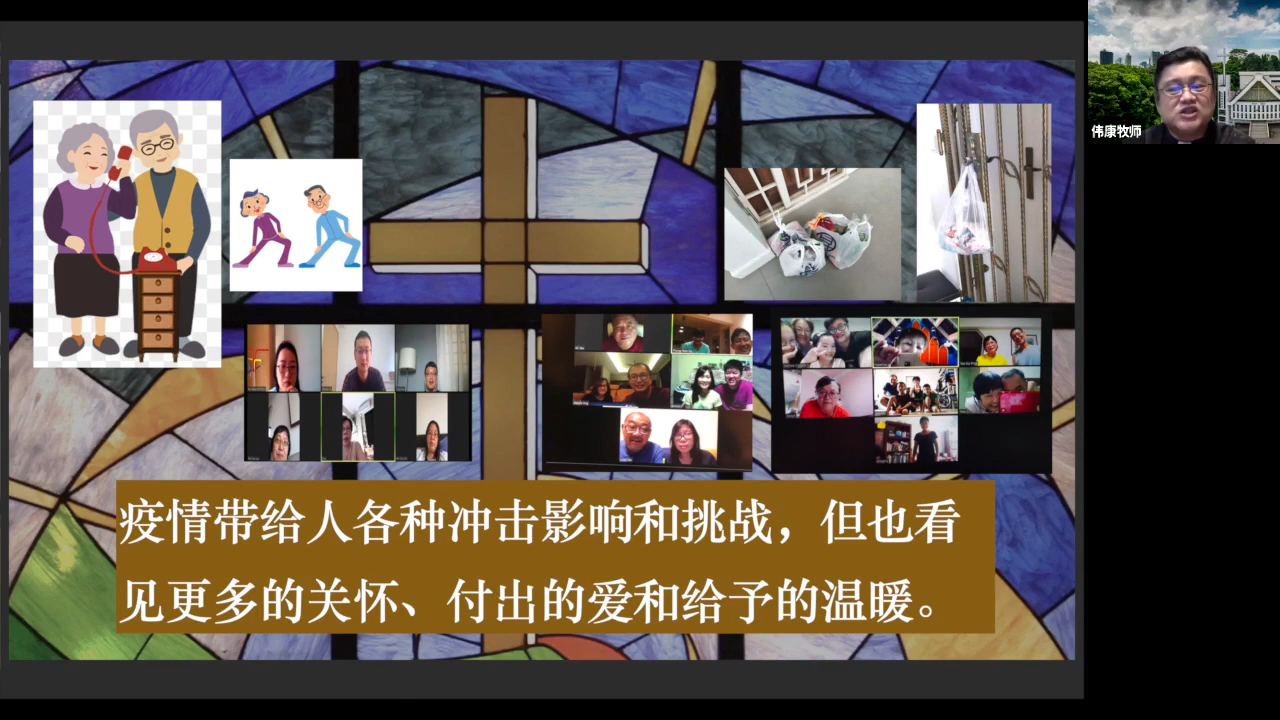 伟康牧师
疫情带给人各种冲击影响和挑战，但也看
见更多的关怀、付出的爱和给予的温暖。